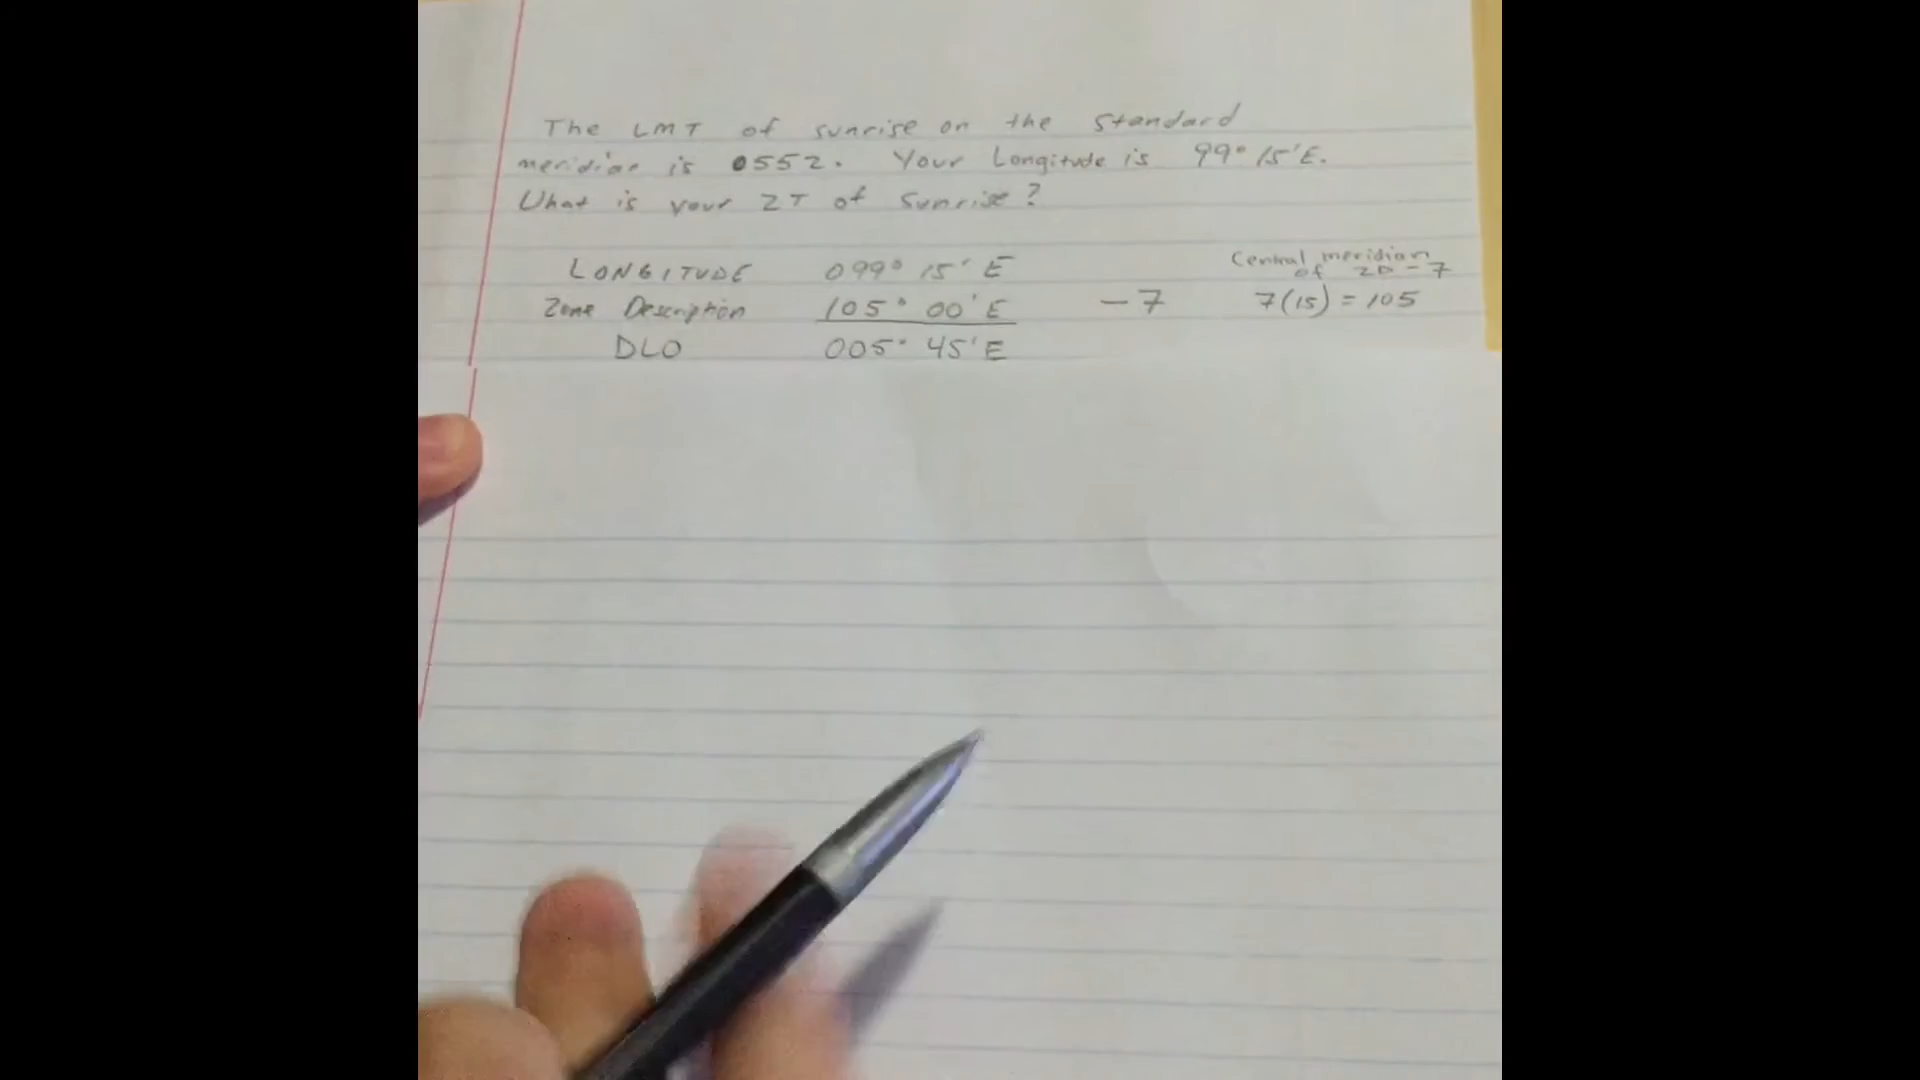 The LMT of sunrise on the standard
meridian is 0552. Your Longitude is 99° 15' E.
What is your ZT of Sunrise?
LONGITUDE 099° 15' E
Central meridian
of ZD -7
Zone Description 105° 00' E -7 7(15) = 105
DLO 005° 45' E